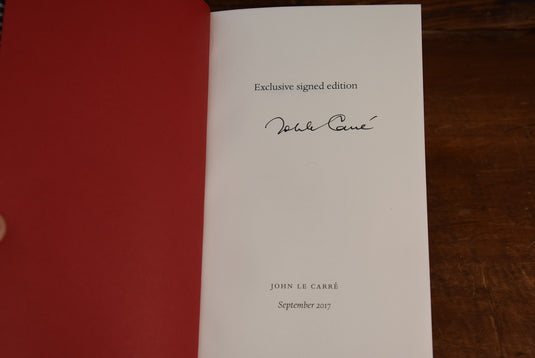 Exclusive signed edition
John le Carré
JOHN LE CARRÉ
September 2017